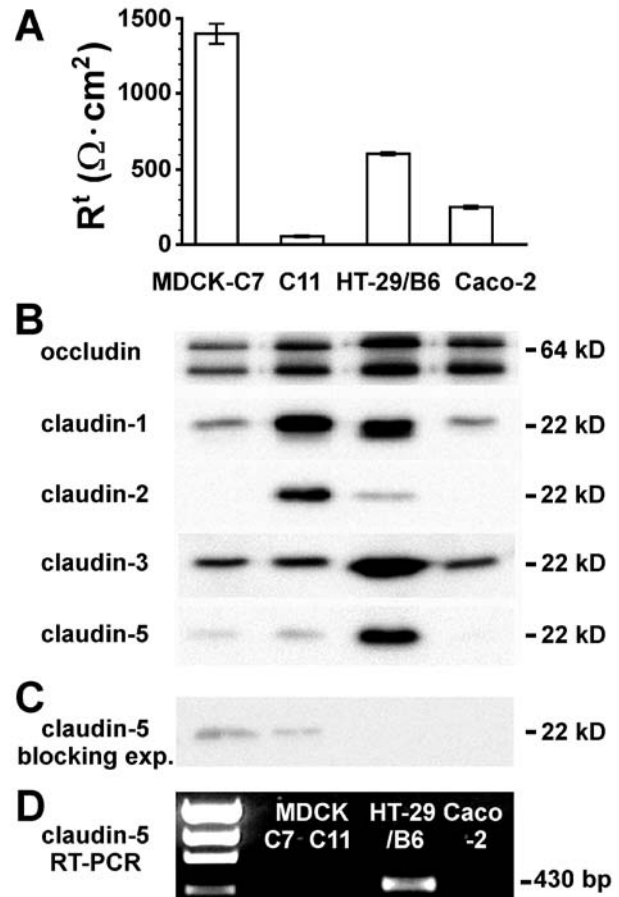 A
1500
1000
500
0
Rᵗ (Ω·cm²)
MDCK-C7 C11 HT-29/B6 Caco-2
B
occludin
-64 kD
claudin-1
-22 kD
claudin-2
-22 kD
claudin-3
-22 kD
claudin-5
-22 kD
C
claudin-5
blocking exp.
-22 kD
D
claudin-5
RT-PCR
MDCK HT-29 Caco
C7 C11 /B6 -2
-430 bp